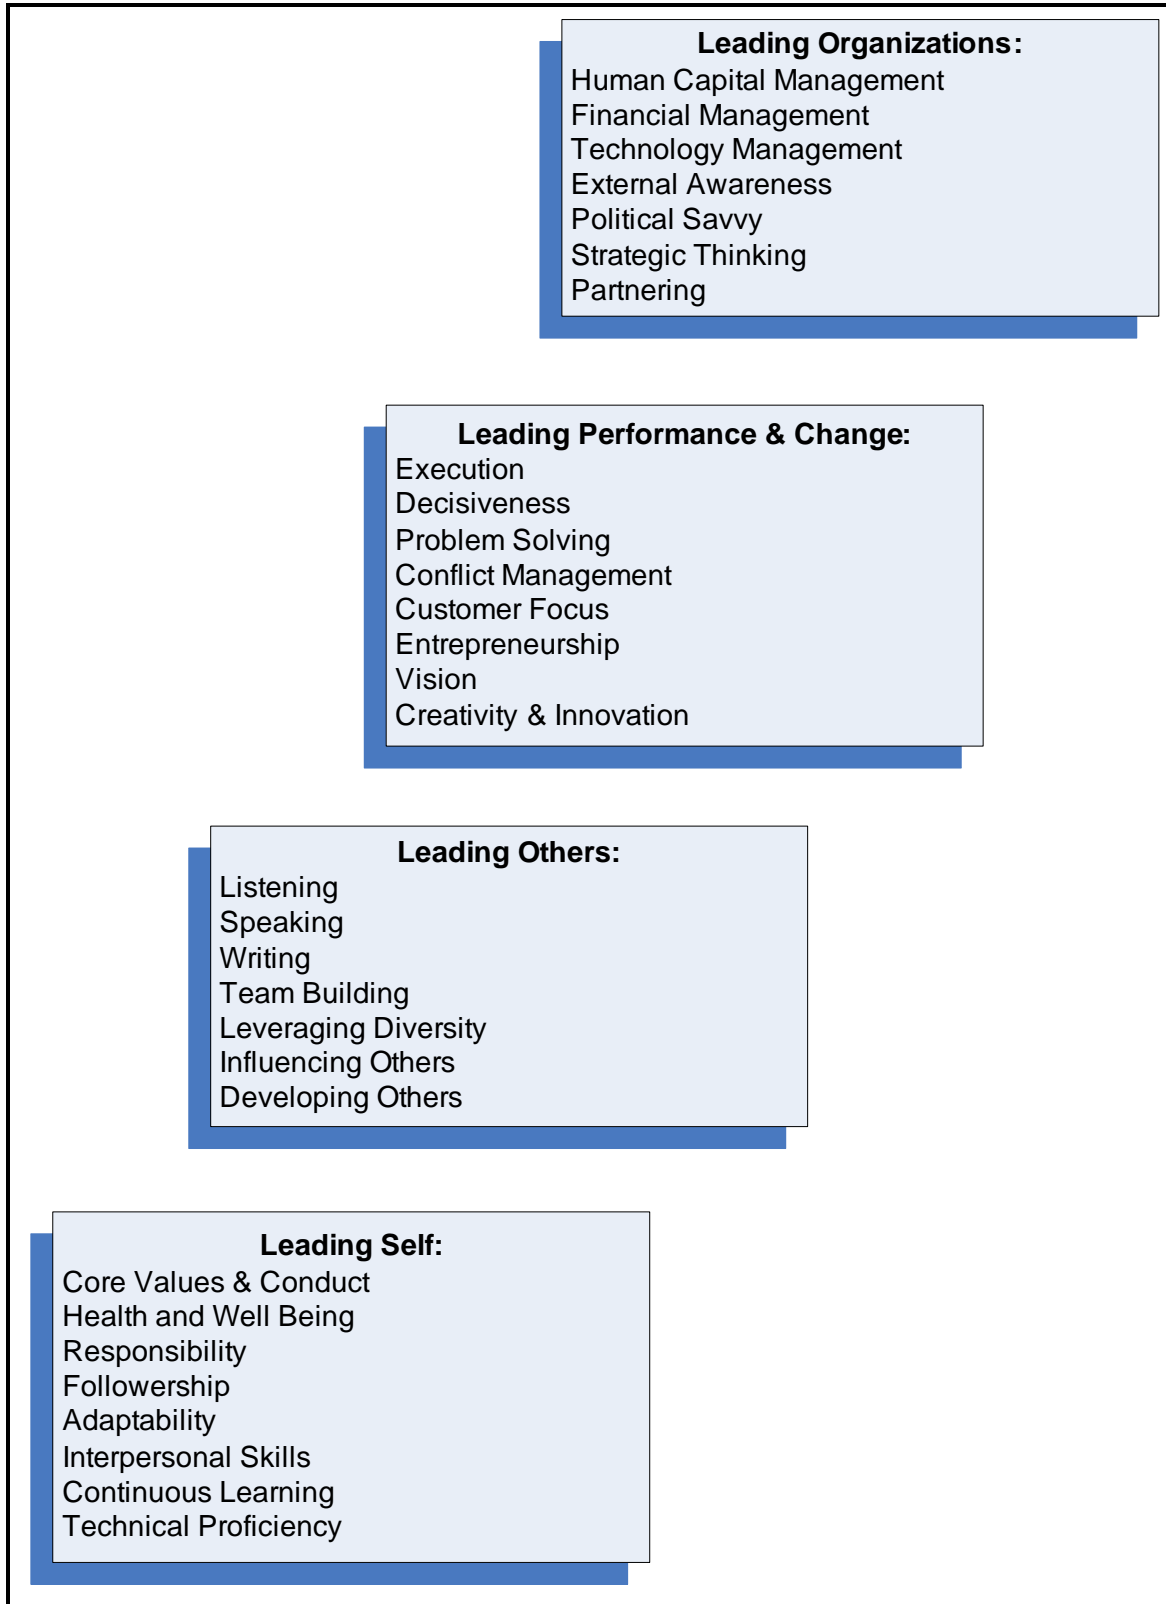 Leading Organizations:
Human Capital Management
Financial Management
Technology Management
External Awareness
Political Savvy
Strategic Thinking
Partnering
Leading Performance & Change:
Execution
Decisiveness
Problem Solving
Conflict Management
Customer Focus
Entrepreneurship
Vision
Creativity & Innovation
Leading Others:
Listening
Speaking
Writing
Team Building
Leveraging Diversity
Influencing Others
Developing Others
Leading Self:
Core Values & Conduct
Health and Well Being
Responsibility
Followership
Adaptability
Interpersonal Skills
Continuous Learning
Technical Proficiency